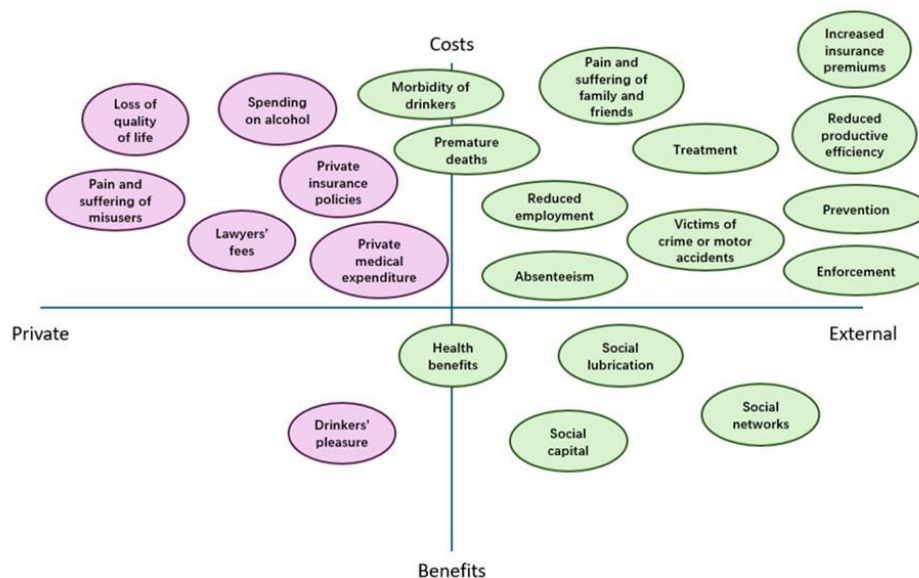 Costs
Increased
insurance
premiums
Pain and
suffering of
family and
friends
Morbidity of
drinkers
Spending
on alcohol
Loss of
quality
of life
Reduced
productive
efficiency
Premature
deaths
Treatment
Private
insurance
policies
Pain and
suffering of
misusers
Reduced
employment
Prevention
Lawyers'
fees
Victims of
crime or motor
accidents
Private
medical
expenditure
Absenteeism
Enforcement
Private
External
Health
benefits
Social
lubrication
Drinkers'
pleasure
Social
capital
Social
networks
Benefits